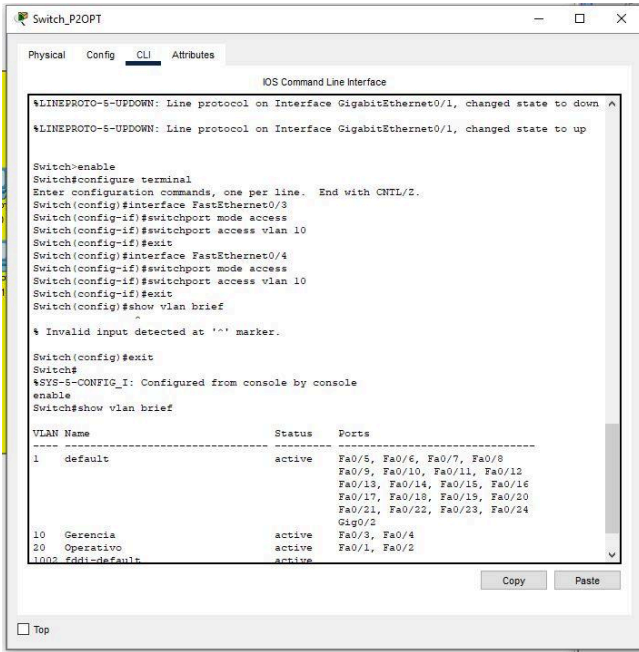 Switch_P2OPT
Physical Config CLI Attributes
IOS Command Line Interface
%LINEPROTO-5-UPDOWN: Line protocol on Interface GigabitEthernet0/1, changed state to down
%LINEPROTO-5-UPDOWN: Line protocol on Interface GigabitEthernet0/1, changed state to up
Switch>enable
Switch#configure terminal
Enter configuration commands, one per line. End with CNTL/Z.
Switch(config)#interface FastEthernet0/3
Switch(config-if)#switchport mode access
Switch(config-if)#switchport access vlan 10
Switch(config-if)#exit
Switch(config)#interface FastEthernet0/4
Switch(config-if)#switchport mode access
Switch(config-if)#switchport access vlan 10
Switch(config-if)#exit
Switch(config)#show vlan brief
^
% Invalid input detected at '^' marker.
Switch(config)#exit
Switch#
%SYS-5-CONFIG_I: Configured from console by console
enable
Switch#show vlan brief
VLAN Name Status Ports
---- -------------------------------- --------- -------------------------------
1 default active Fa0/5, Fa0/6, Fa0/7, Fa0/8
Fa0/9, Fa0/10, Fa0/11, Fa0/12
Fa0/13, Fa0/14, Fa0/15, Fa0/16
Fa0/17, Fa0/18, Fa0/19, Fa0/20
Fa0/21, Fa0/22, Fa0/23, Fa0/24
Gig0/2
10 Gerencia active Fa0/3, Fa0/4
20 Operativo active Fa0/1, Fa0/2
1002 fddi-default active
Copy Paste
Top